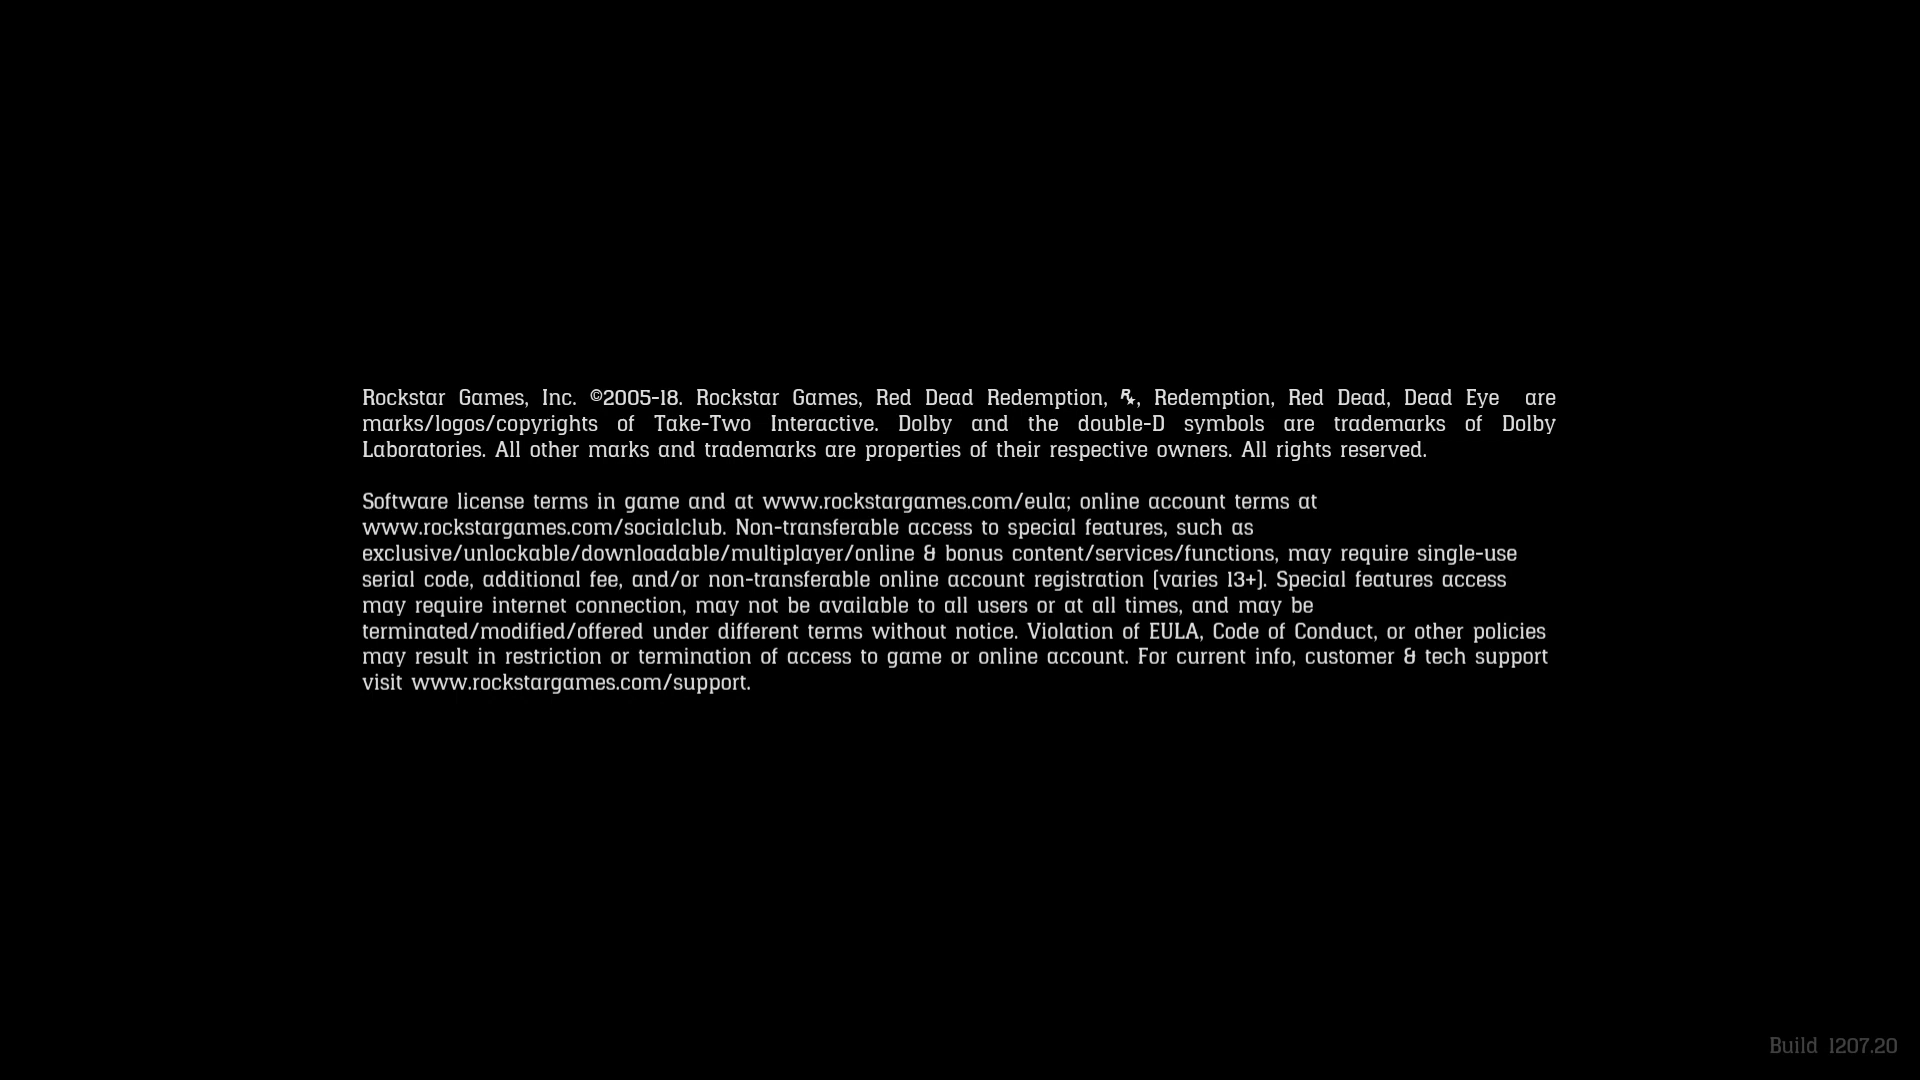 Rockstar Games, Inc. ©2005-18. Rockstar Games, Red Dead Redemption, R★, Redemption, Red Dead, Dead Eye are
marks/logos/copyrights of Take-Two Interactive. Dolby and the double-D symbols are trademarks of Dolby
Laboratories. All other marks and trademarks are properties of their respective owners. All rights reserved.
Software license terms in game and at www.rockstargames.com/eula; online account terms at
www.rockstargames.com/socialclub. Non-transferable access to special features, such as
exclusive/unlockable/downloadable/multiplayer/online & bonus content/services/functions, may require single-use
serial code, additional fee, and/or non-transferable online account registration (varies 13+). Special features access
may require internet connection, may not be available to all users or at all times, and may be
terminated/modified/offered under different terms without notice. Violation of EULA, Code of Conduct, or other policies
may result in restriction or termination of access to game or online account. For current info, customer & tech support
visit www.rockstargames.com/support.
Build 1207.20